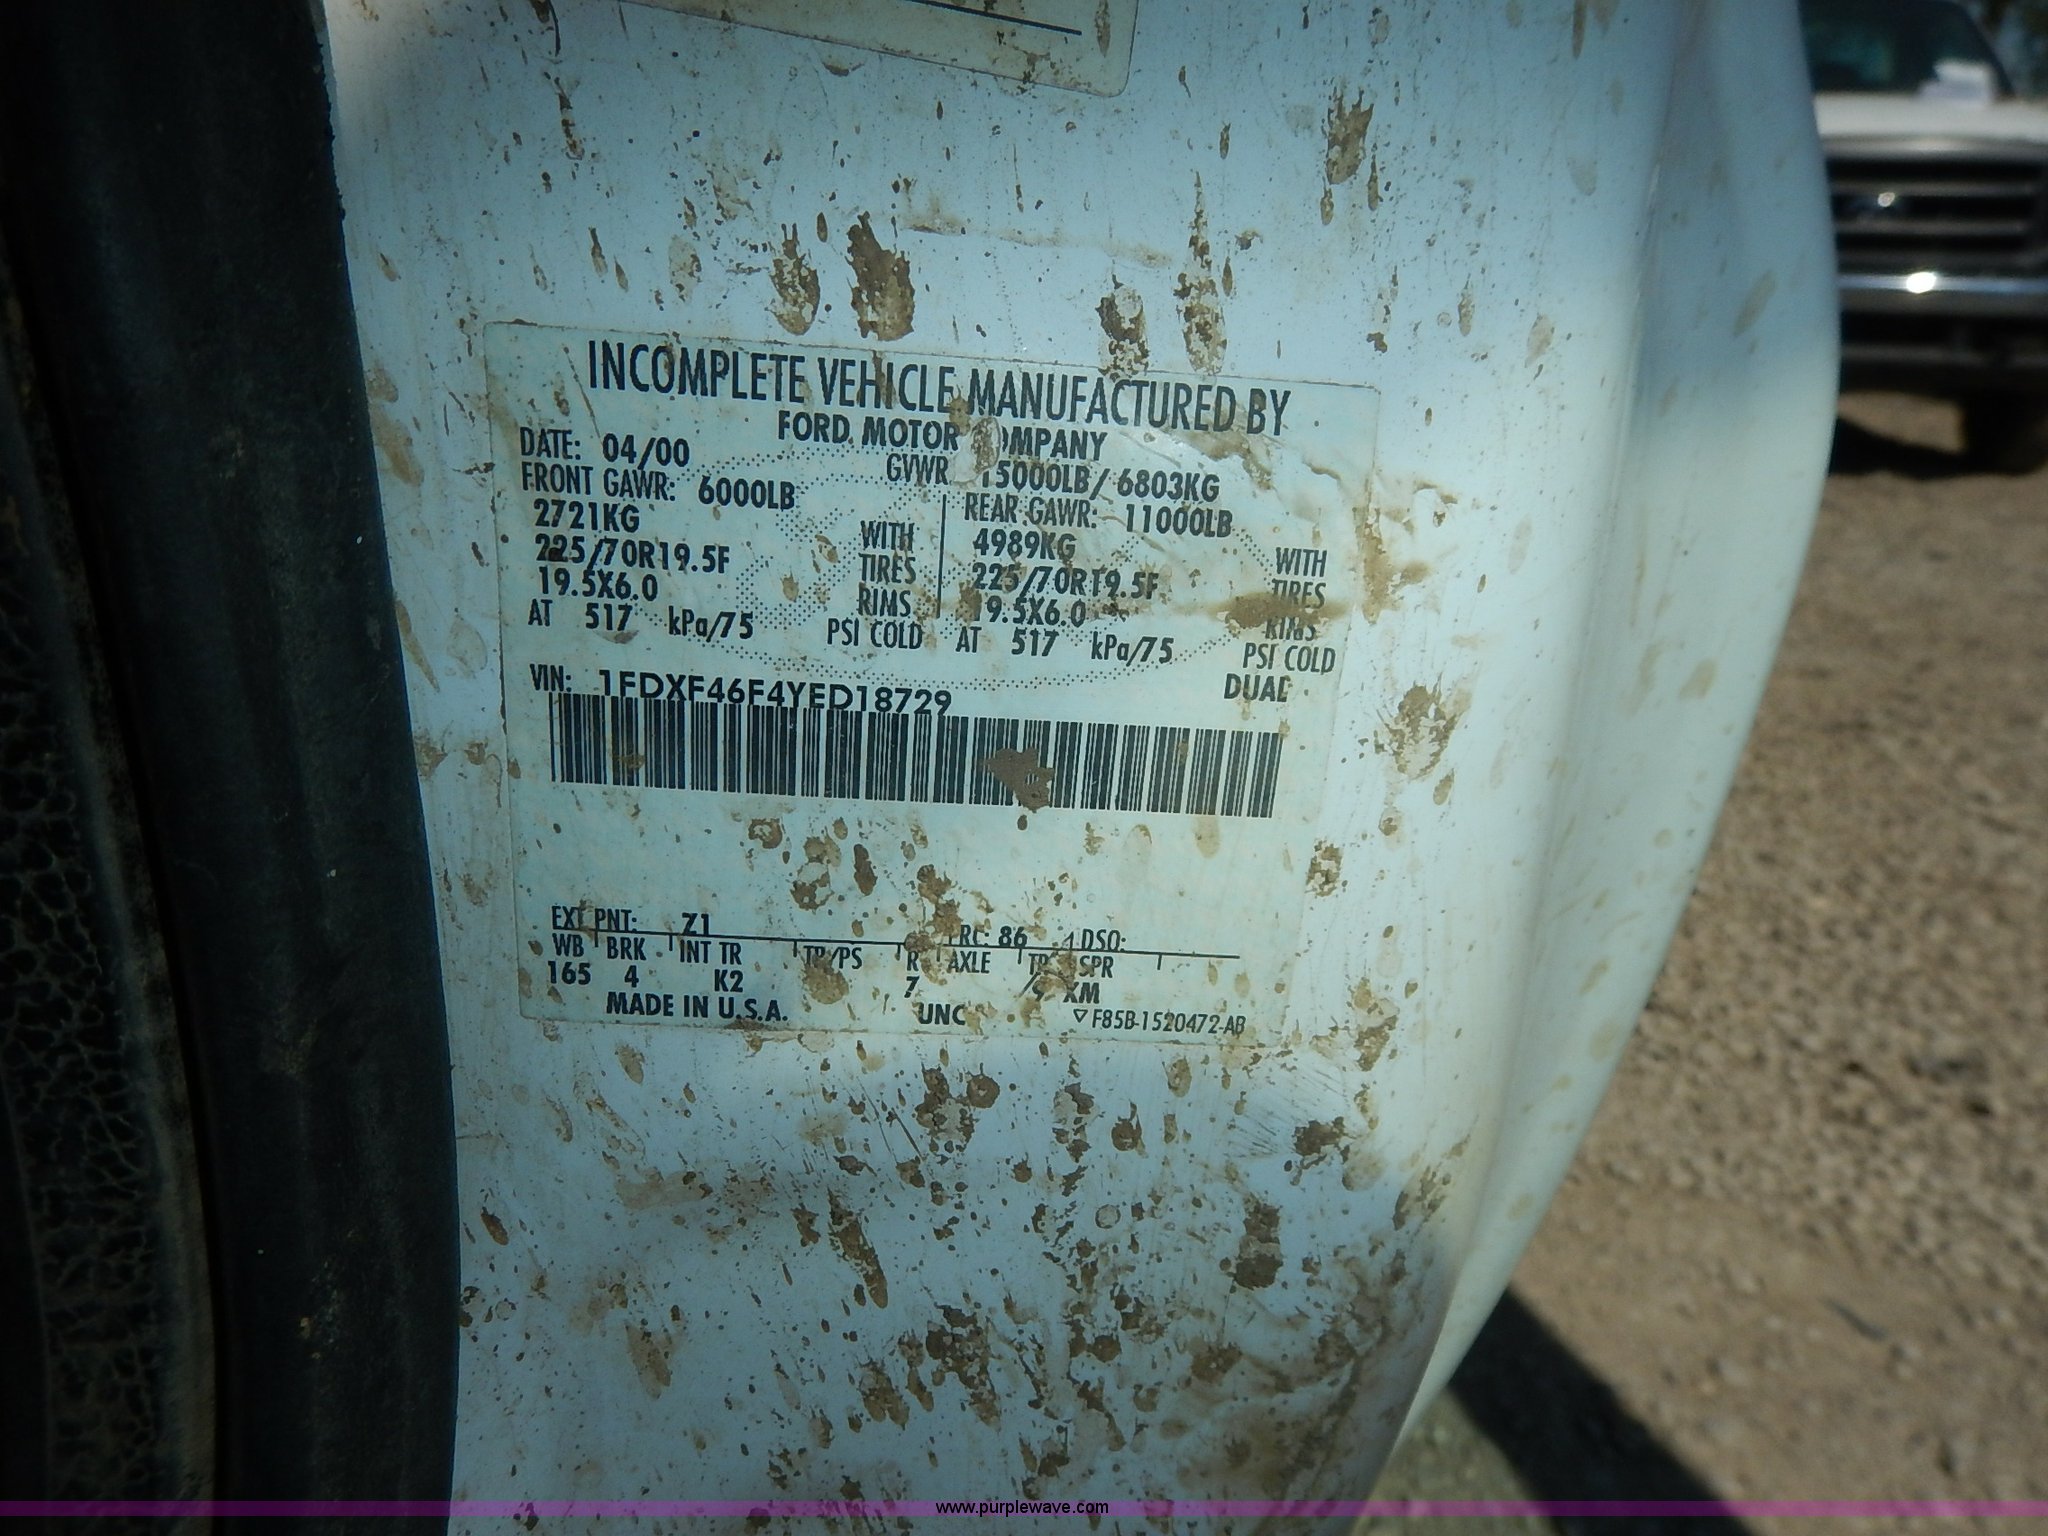 INCOMPLETE VEHICLE MANUFACTURED BY
FORD MOTOR COMPANY
DATE: 04/00 GVWR 15000LB/ 6803KG
FRONT GAWR: 6000LB REAR GAWR: 11000LB
2721KG WITH 4989KG WITH
225/70R19.5F TIRES 225/70R19.5F TIRES
19.5X6.0 RIMS 19.5X6.0 RIMS
AT 517 kPa/75 PSI COLD AT 517 kPa/75 PSI COLD
DUAL
VIN: 1FDXF46F4YED18729
EXT PNT: Z1 RC: 86 DSO:
WB BRK INT TR TP/PS R AXLE SPR
165 4 K2 7
MADE IN U.S.A. UNC ▽F85B-1520472-AB
www.purplewave.com